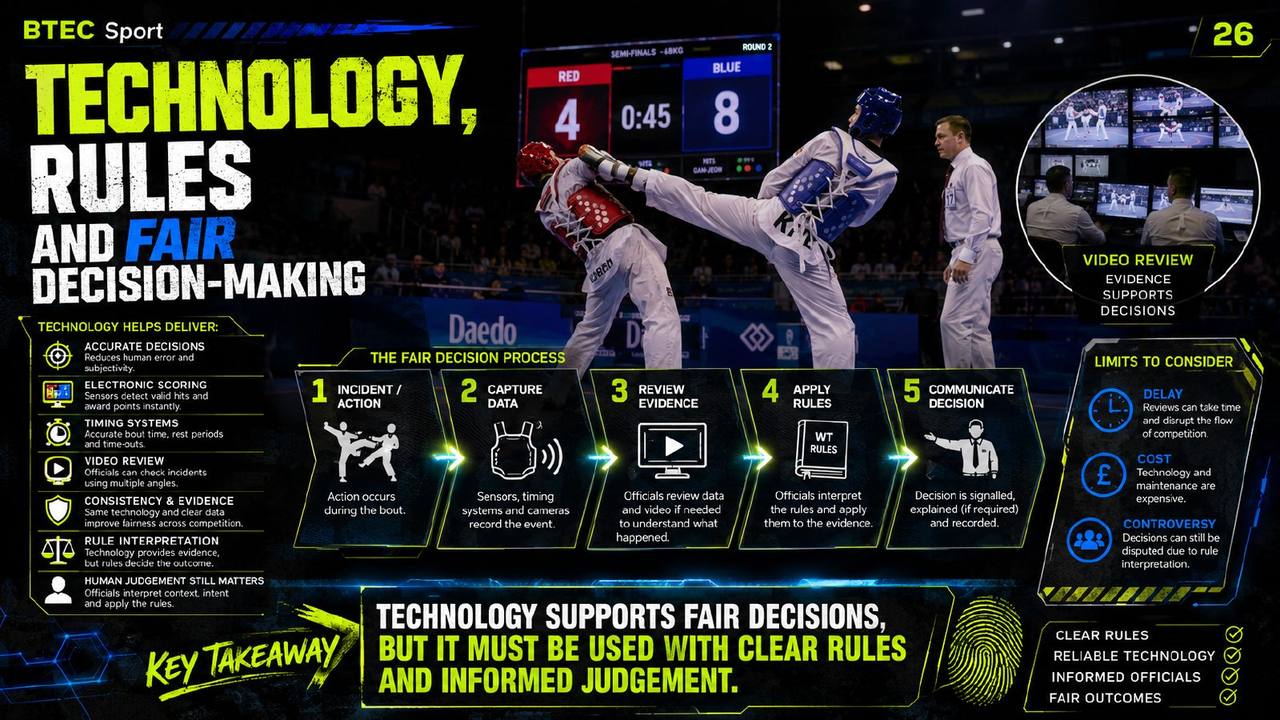 BTEC Sport
26
TECHNOLOGY,
RULES
AND FAIR
DECISION-MAKING
SEMI-FINALS -68KG
ROUND 2
RED
BLUE
4
0:45
8
HITS
GAM-JEOM
Daedo
TECHNOLOGY HELPS DELIVER:
ACCURATE DECISIONS
Reduces human error and
subjectivity.
ELECTRONIC SCORING
Sensors detect valid hits and
award points instantly.
TIMING SYSTEMS
Accurate bout time, rest periods
and time-outs.
VIDEO REVIEW
Officials can check incidents
using multiple angles.
CONSISTENCY & EVIDENCE
Same technology and clear data
improve fairness across competition.
RULE INTERPRETATION
Technology provides evidence,
but rules decide the outcome.
HUMAN JUDGEMENT STILL MATTERS
Officials interpret context, intent
and apply the rules.
THE FAIR DECISION PROCESS
1 INCIDENT /
ACTION
Action occurs
during the bout.
2 CAPTURE
DATA
Sensors, timing
systems and cameras
record the event.
3 REVIEW
EVIDENCE
Officials review data
and video if needed
to understand what
happened.
4 APPLY
RULES
WT
RULES
Officials interpret
the rules and apply
them to the evidence.
5 COMMUNICATE
DECISION
Decision is signalled,
explained (if required)
and recorded.
VIDEO REVIEW
EVIDENCE
SUPPORTS
DECISIONS
LIMITS TO CONSIDER
DELAY
Reviews can take time
and disrupt the flow
of competition.
£
COST
Technology and
maintenance are
expensive.
CONTROVERSY
Decisions can still be
disputed due to rule
interpretation.
KEY TAKEAWAY
TECHNOLOGY SUPPORTS FAIR DECISIONS,
BUT IT MUST BE USED WITH CLEAR RULES
AND INFORMED JUDGEMENT.
CLEAR RULES
RELIABLE TECHNOLOGY
INFORMED OFFICIALS
FAIR OUTCOMES